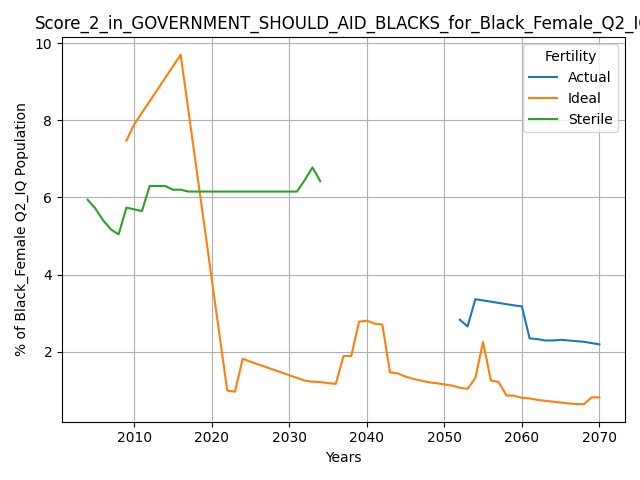 Score_2_in_GOVERNMENT_SHOULD_AID_BLACKS_for_Black_Female_Q2_IQ
10
8
6
4
2
% of Black_Female Q2_IQ Population
Fertility
Actual
Ideal
Sterile
2010 2020 2030 2040 2050 2060 2070
Years